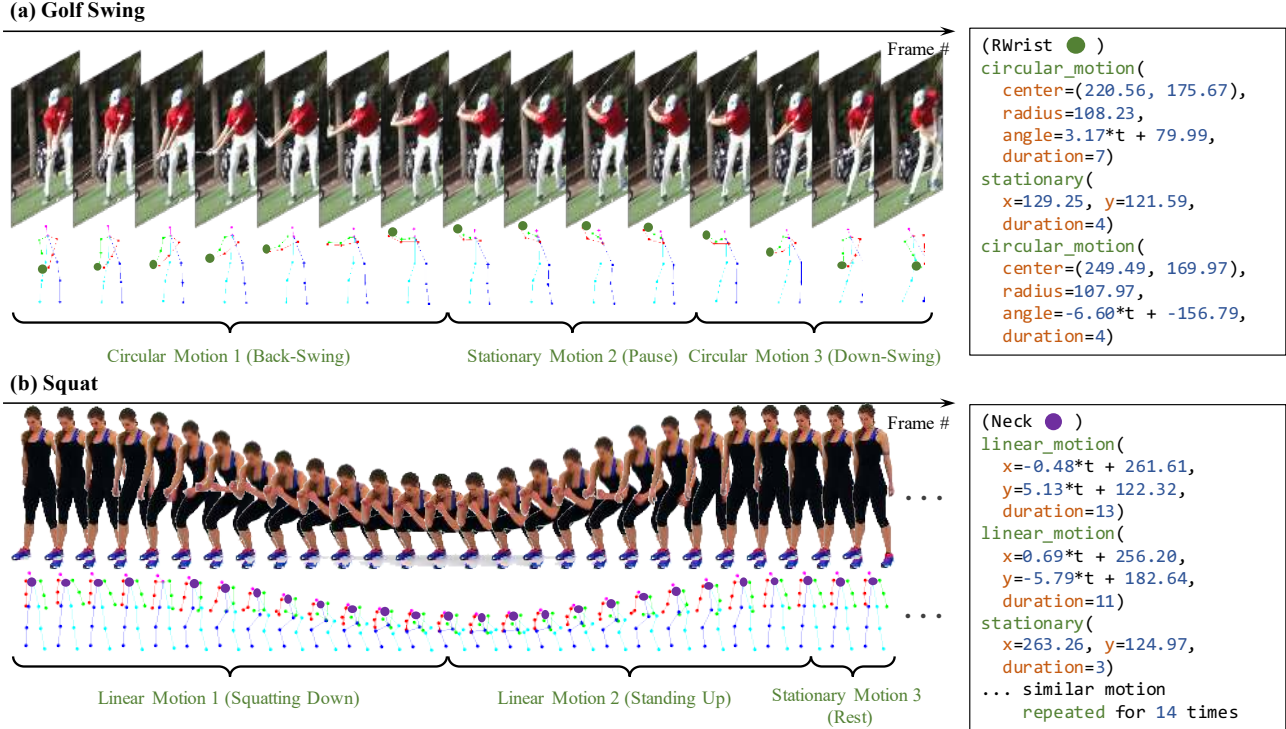 (a) Golf Swing
Frame #
Circular Motion 1 (Back-Swing)
Stationary Motion 2 (Pause)
Circular Motion 3 (Down-Swing)
(RWrist )
circular_motion(
center=(220.56, 175.67),
radius=108.23,
angle=3.17*t + 79.99,
duration=7)
stationary(
x=129.25, y=121.59,
duration=4)
circular_motion(
center=(249.49, 169.97),
radius=107.97,
angle=-6.60*t + -156.79,
duration=4)
(b) Squat
Frame #
...
...
Linear Motion 1 (Squatting Down)
Linear Motion 2 (Standing Up)
Stationary Motion 3
(Rest)
(Neck )
linear_motion(
x=-0.48*t + 261.61,
y=5.13*t + 122.32,
duration=13)
linear_motion(
x=0.69*t + 256.20,
y=-5.79*t + 182.64,
duration=11)
stationary(
x=263.26, y=124.97,
duration=3)
... similar motion
repeated for 14 times